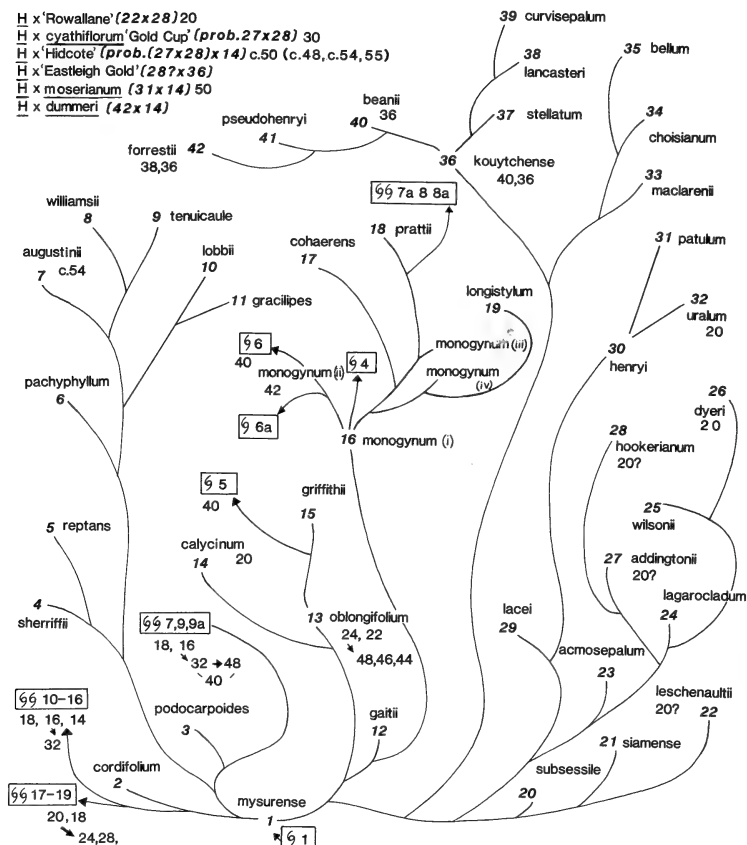 H x 'Rowallane' (22x28) 20
H x cyathiflorum 'Gold Cup' (prob. 27x28) 30
H x 'Hidcote' (prob. (27x28)x14) c.50 (c.48, c.54, 55)
H x 'Eastleigh Gold' (28?x36)
H x moserianum (31x14) 50
H x dummeri (42x14)
39 curvisepalum
38
lancasteri
35 bellum
beanii
40
36
37 stellatum
34
choisianum
pseudohenryi
41
forrestii 42
38,36
36 kouytchense
40,36
33
maclarenii
§§ 7a 8 8a
williamsii
8
9 tenuicaule
18 prattii
cohaerens
17
31 patulum
augustinii
7 c.54
lobbii
10
longistylum
19
32
uralum
20
11 gracilipes
§ 6
40
monogynum (iii)
§ 4
monogynum (ii)
42
monogynum
(iv)
30
henryi
pachyphyllum
6
26
dyeri
20
§ 6a
28
hookerianum
20?
16 monogynum (i)
§ 5
40
griffithii
15
25
wilsonii
5 reptans
calycinum 20
14
27 addingtonii
20?
lagarocladum
24
4
sherriffii
§§ 7,9,9a
18, 16
32 48
40
13 oblongifolium
24, 22
48,46,44
lacei
29
acmosepalum
23
leschenaultii
20? 22
§§ 10-16
18, 16, 14
32
podocarpoides
3
gaitii
12
21 siamense
cordifolium
2
subsessile
20
§§ 17-19
20,18
24,28,
mysurense
1
§ 1